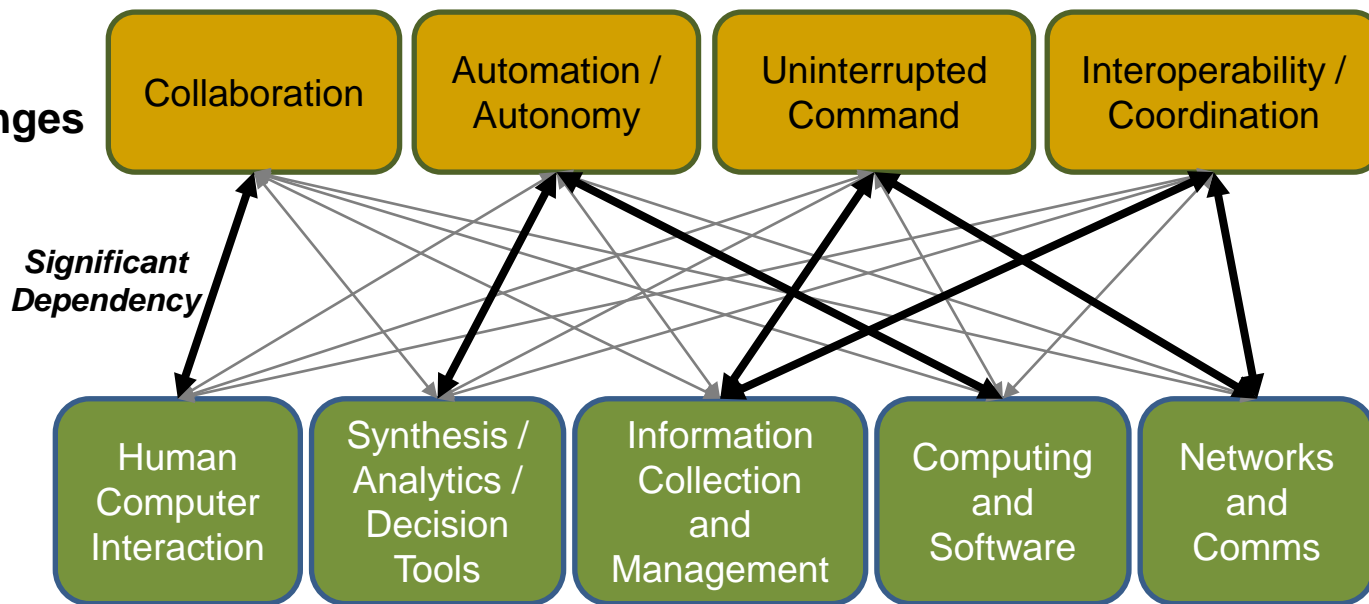 Collaboration
Automation /
Autonomy
Uninterrupted
Command
Interoperability /
Coordination
nges
Significant
Dependency
Human
Computer
Interaction
Synthesis /
Analytics /
Decision
Tools
Information
Collection
and
Management
Computing
and
Software
Networks
and
Comms